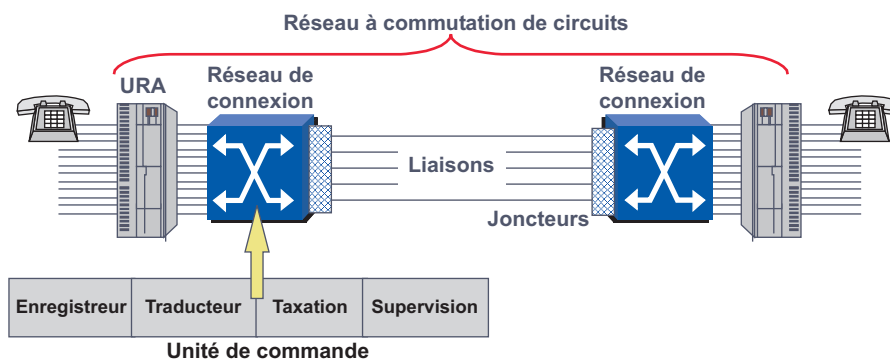 Réseau à commutation de circuits
URA
Réseau de
connexion
Réseau de
connexion
Liaisons
Joncteurs
Enregistreur
Traducteur
Taxation
Supervision
Unité de commande